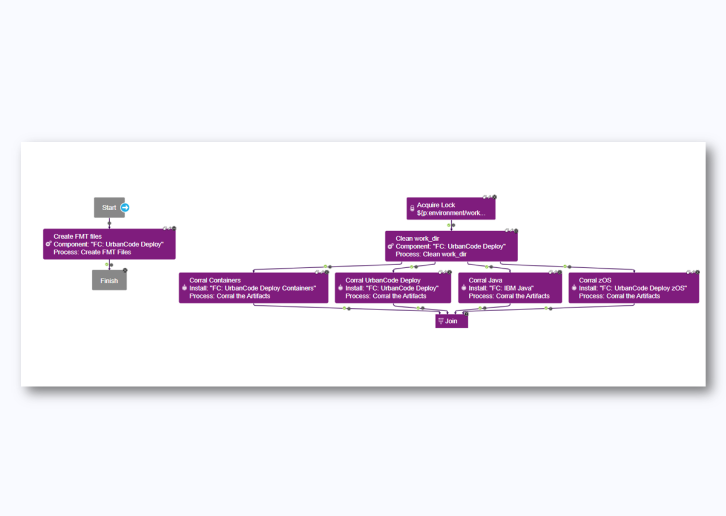 Start
Create FMT files
Component: "FC: UrbanCode Deploy"
Process: Create FMT Files
Finish
Acquire Lock
${p:environment/work...
Clean work_dir
Component: "FC: UrbanCode Deploy"
Process: Clean work_dir
Corral Containers
Install: "FC: UrbanCode Deploy Containers"
Process: Corral the Artifacts
Corral UrbanCode Deploy
Install: "FC: UrbanCode Deploy"
Process: Corral the Artifacts
Corral Java
Install: "FC: IBM Java"
Process: Corral the Artifacts
Corral zOS
Install: "FC: UrbanCode Deploy zOS"
Process: Corral the Artifacts
Join